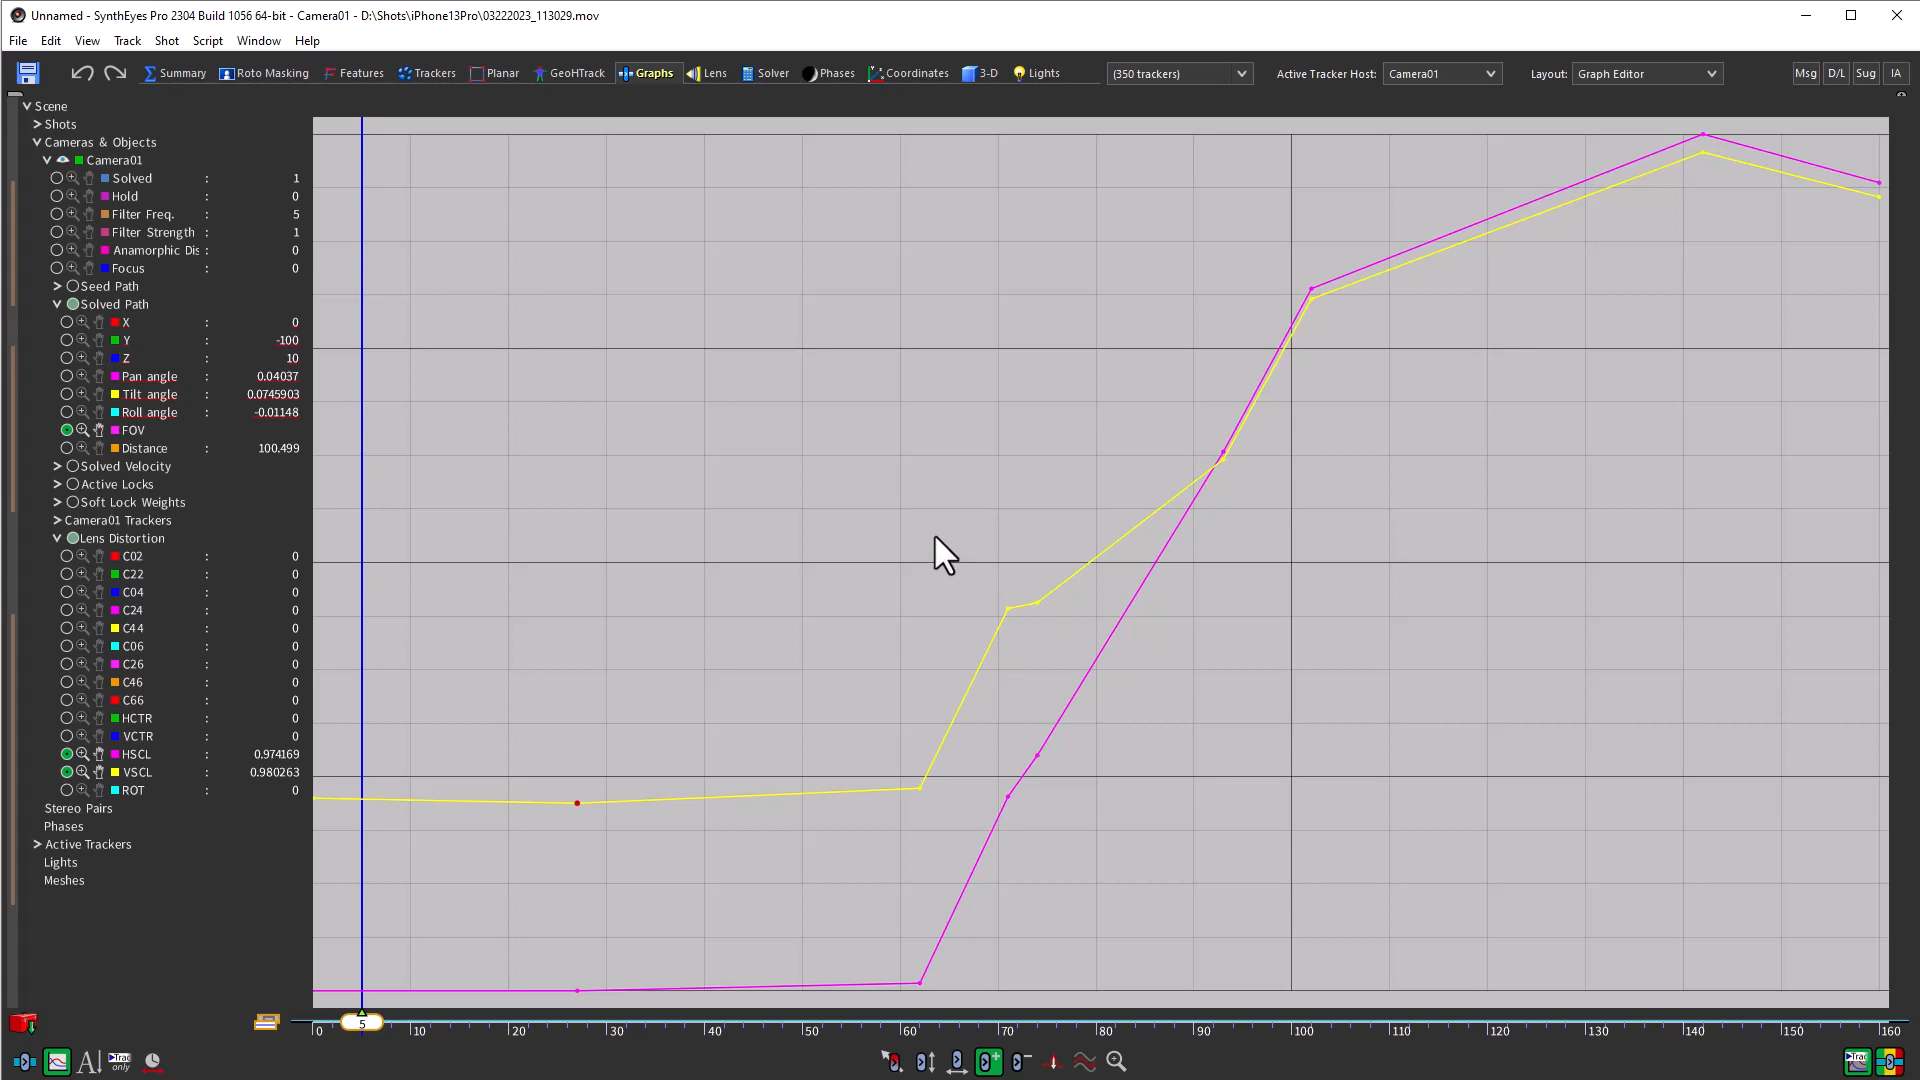 Unnamed - SynthEyes Pro 2304 Build 1056 64-bit - Camera01 - D:\Shots\iPhone13Pro\03222023_113029.mov
File Edit View Track Shot Script Window Help
Summary Roto Masking Features Trackers Planar GeoHTrack Graphs Lens Solver Phases Coordinates 3-D Lights (350 trackers) Active Tracker Host: Camera01 Layout: Graph Editor Msg D/L Sug IA
Scene
Shots
Cameras & Objects
Camera01
Solved : 1
Hold : 0
Filter Freq. : 5
Filter Strength : 1
Anamorphic Dis : 0
Focus : 0
Seed Path
Solved Path
X : 0
Y : -100
Z : 10
Pan angle : 0.04037
Tilt angle : 0.0745903
Roll angle : -0.01148
FOV
Distance : 100.499
Solved Velocity
Active Locks
Soft Lock Weights
Camera01 Trackers
Lens Distortion
C02 : 0
C22 : 0
C04 : 0
C24 : 0
C44 : 0
C06 : 0
C26 : 0
C46 : 0
C66 : 0
HCTR : 0
VCTR : 0
HSCL : 0.974169
VSCL : 0.980263
ROT : 0
Stereo Pairs
Phases
Active Trackers
Lights
Meshes
0 5 10 20 30 40 50 60 70 80 90 100 110 120 130 140 150 160
A Trac only
Trac